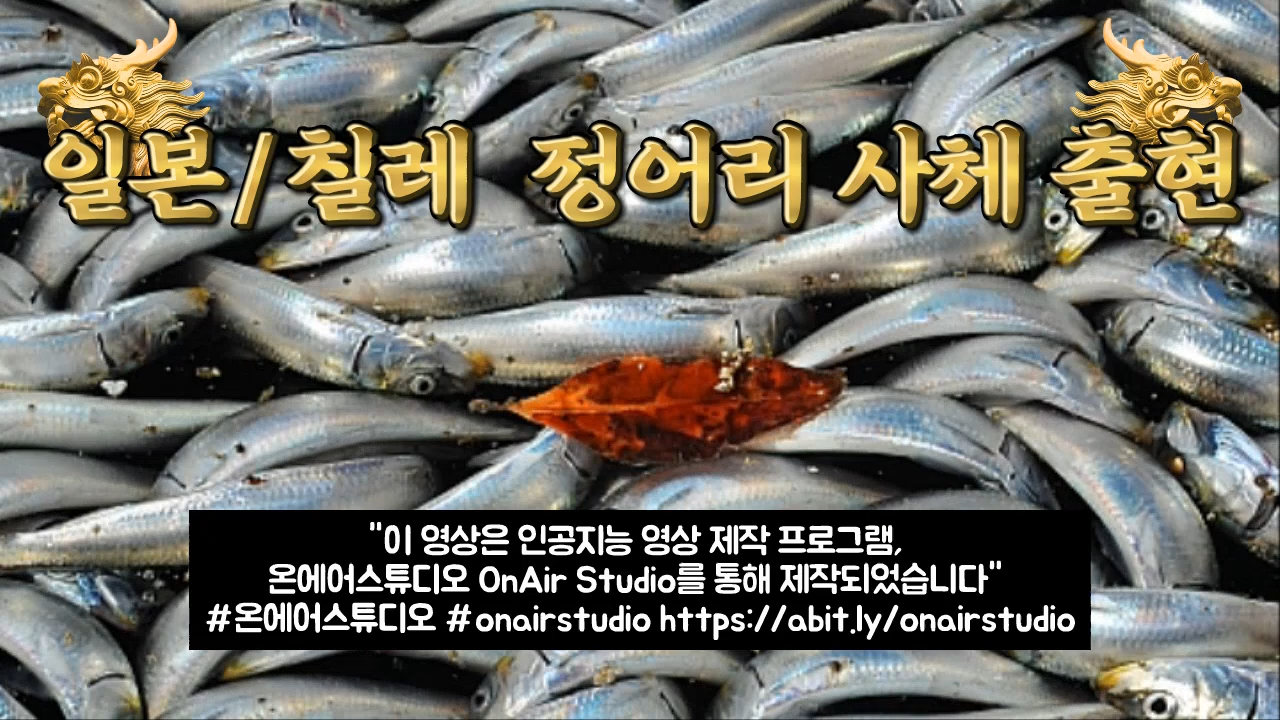 일본/칠레 정어리 사체 출현
"이 영상은 인공지능 영상 제작 프로그램,
온에어스튜디오 OnAir Studio를 통해 제작되었습니다"
#온에어스튜디오 #onairstudio https://abit.ly/onairstudio